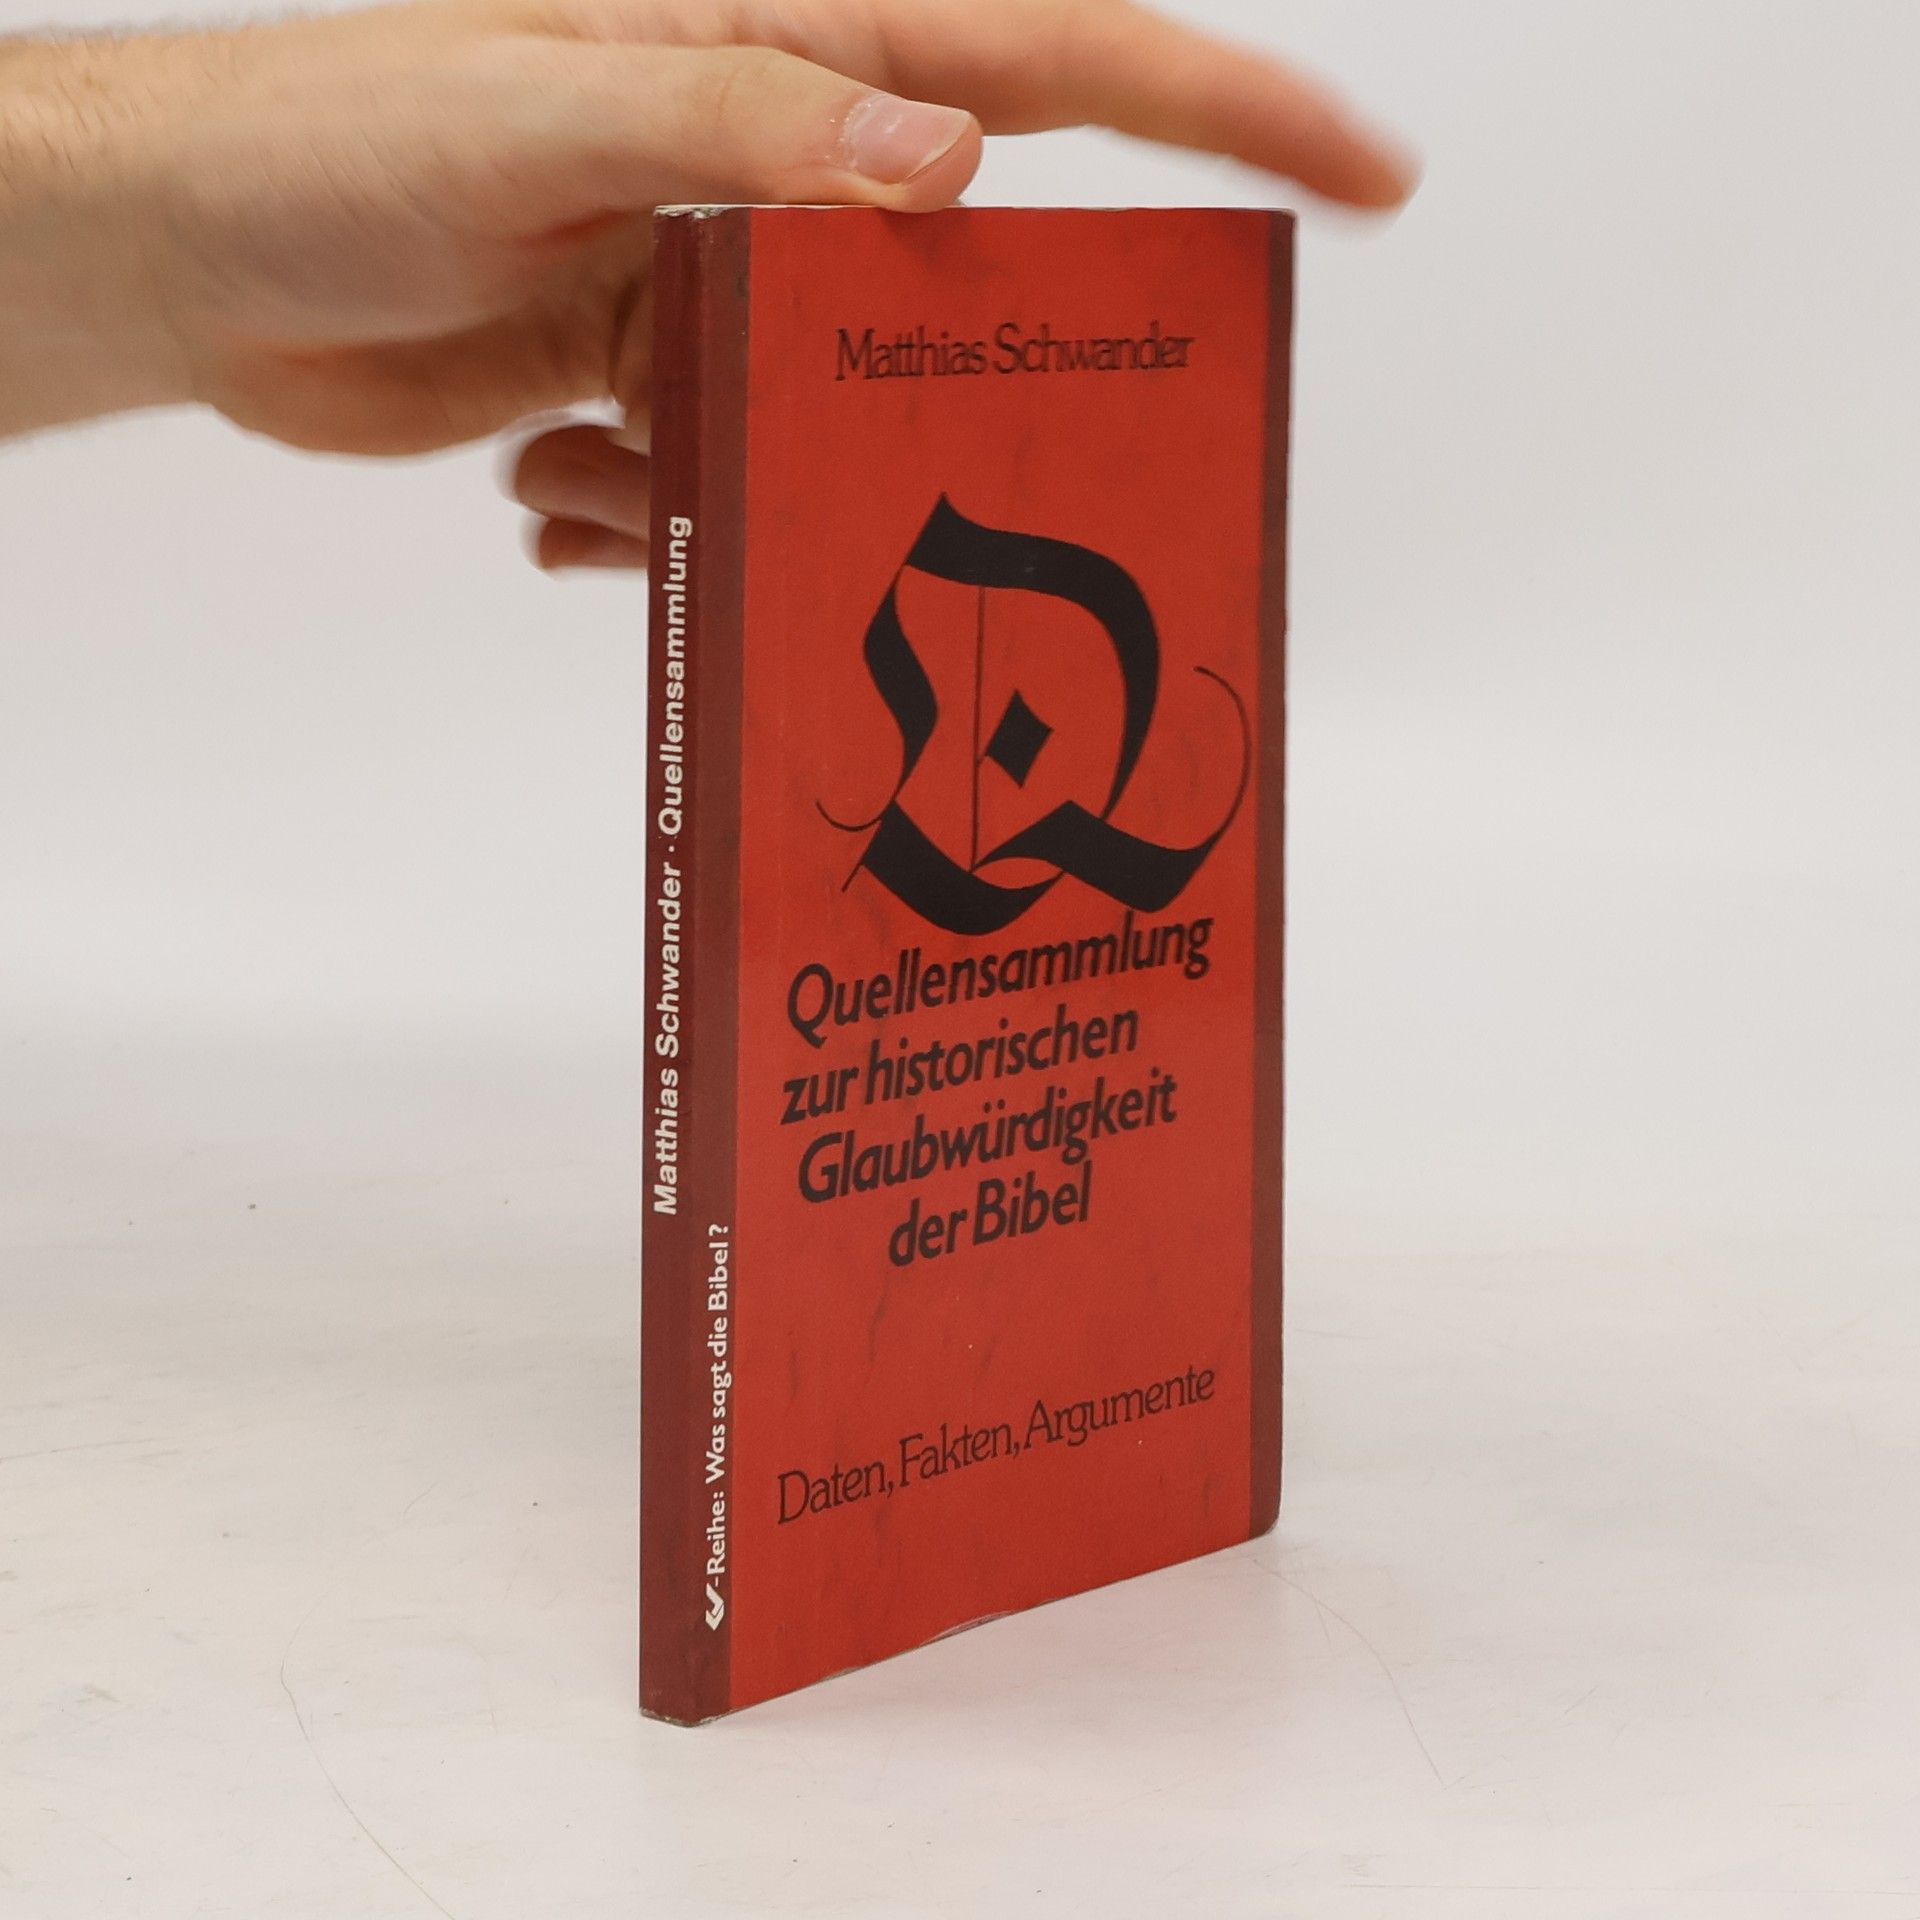 Matthias Schwander
Q
Quellensammlung
zur historischen
Glaubwürdigkeit
der Bibel
Daten, Fakten, Argumente
Matthias Schwander · Quellensammlung
-Reihe: Was sagt die Bibel?